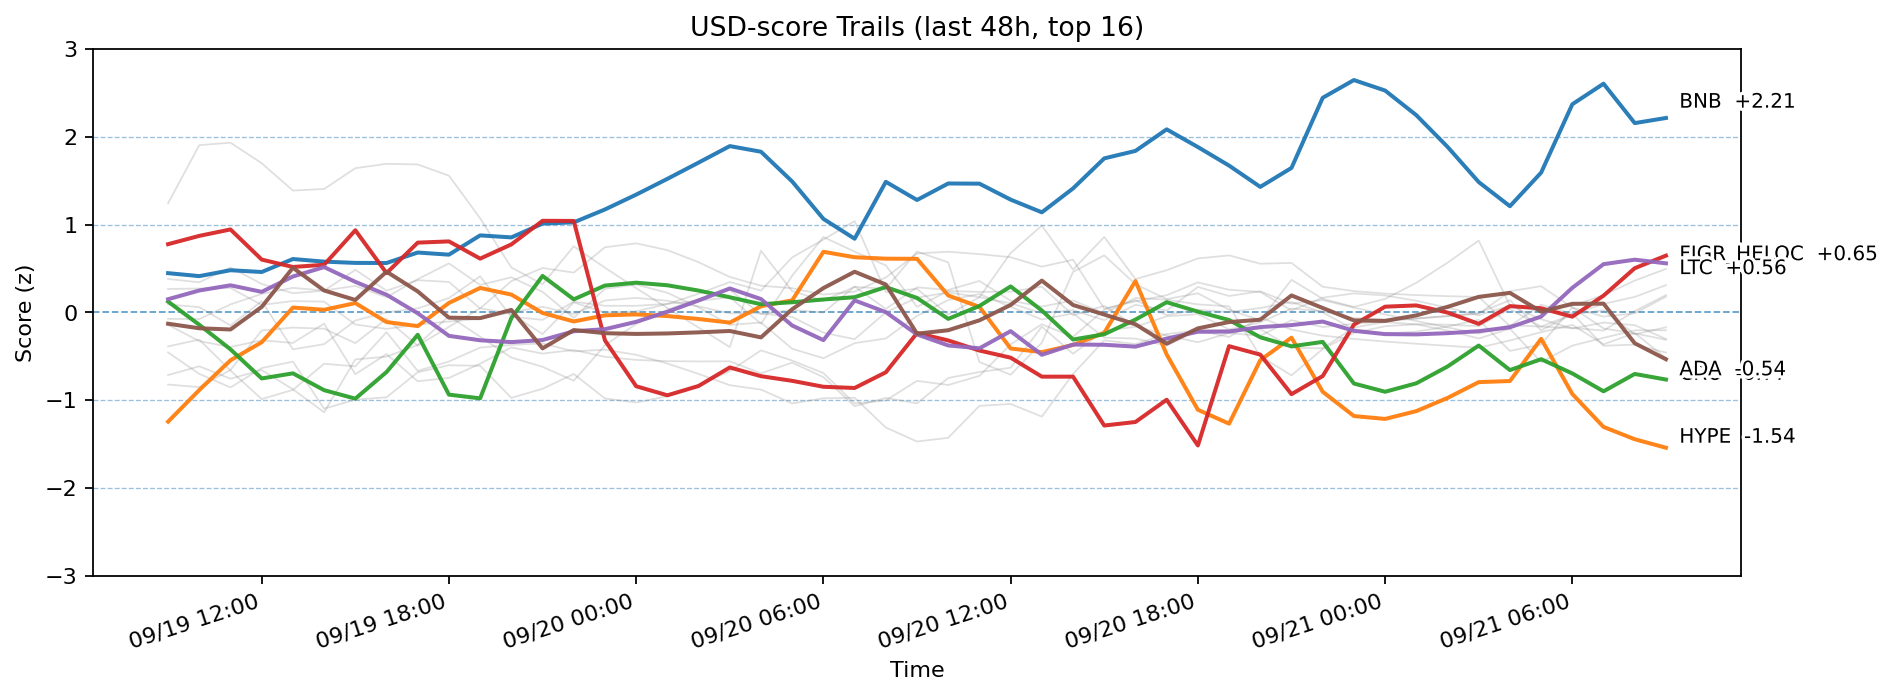 USD-score Trails (last 48h, top 16)
3
2
1
0
−1
−2
−3
Score (z)
BNB +2.21
FIGR_HELOC +0.65
LTC +0.56
ADA -0.54
HYPE -1.54
09/19 12:00
09/19 18:00
09/20 00:00
09/20 06:00
09/20 12:00
09/20 18:00
09/21 00:00
09/21 06:00
Time